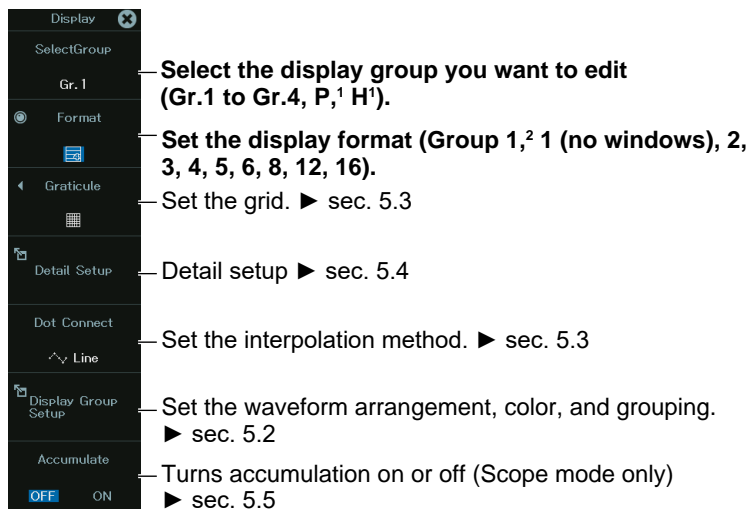 Display
SelectGroup
Gr.1
Select the display group you want to edit
(Gr.1 to Gr.4, P,¹ H¹).
Format
Set the display format (Group 1,² 1 (no windows), 2,
3, 4, 5, 6, 8, 12, 16).
Graticule
Set the grid. ► sec. 5.3
Detail Setup
Detail setup ► sec. 5.4
Dot Connect
Line
Set the interpolation method. ► sec. 5.3
Display Group
Setup
Set the waveform arrangement, color, and grouping.
► sec. 5.2
Accumulate
OFF ON
Turns accumulation on or off (Scope mode only)
► sec. 5.5